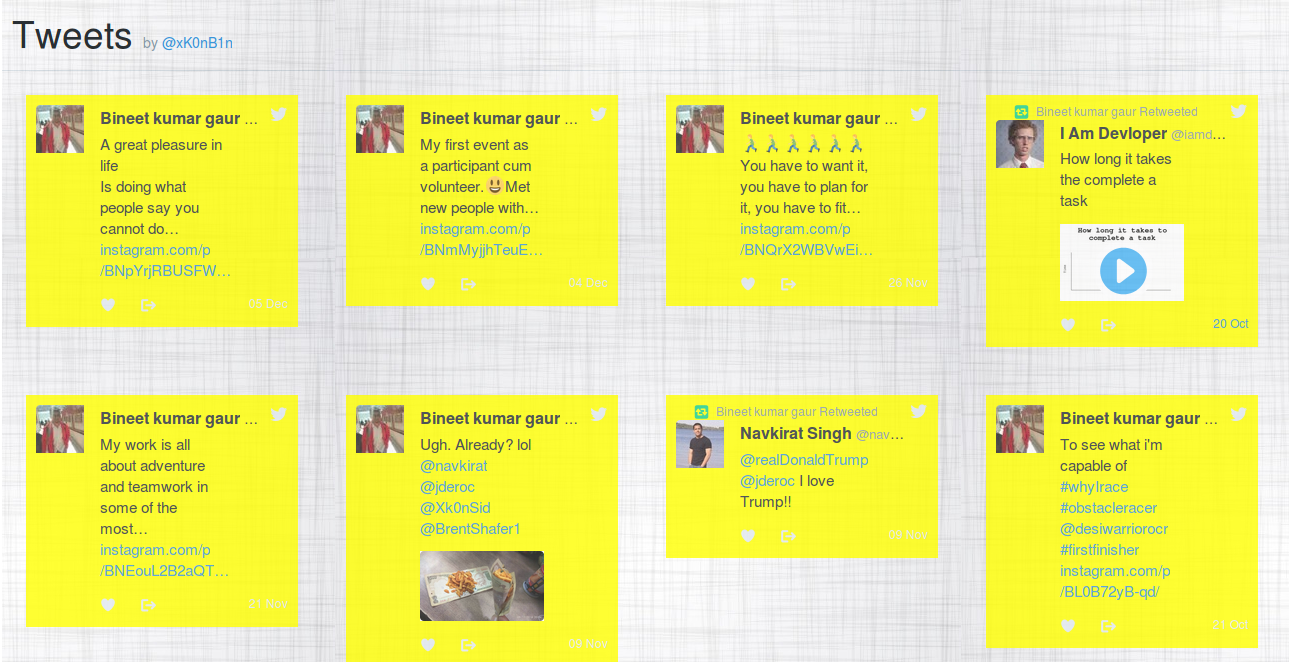 Tweets by @xK0nB1n
Bineet kumar gaur ...
A great pleasure in
life
Is doing what
people say you
cannot do…
instagram.com/p
/BNpYrjRBUSFW…
Bineet kumar gaur ...
My first event as
a participant cum
volunteer.😃Met
new people with…
instagram.com/p
/BNmMyjjhTeuE…
04 Dec
Bineet kumar gaur ...
🏃🏃🏃🏃🏃🏃
You have to want it,
you have to plan for
it, you have to fit…
instagram.com/p
/BNQrX2WBVwEi…
26 Nov
Bineet kumar gaur Retweeted
I Am Devloper @iamd...
How long it takes
the complete a
task
How long it takes to
complete a task
20 Oct
Bineet kumar gaur ...
My work is all
about adventure
and teamwork in
some of the
most…
instagram.com/p
/BNEouL2B2aQT…
21 Nov
Bineet kumar gaur ...
Ugh. Already? lol
@navkirat
@jderoc
@Xk0nSid
@BrentShafer1
09 Nov
Bineet kumar gaur Retweeted
Navkirat Singh @nav...
@realDonaldTrump
@jderoc I love
Trump!!
09 Nov
Bineet kumar gaur ...
To see what i'm
capable of
#whyIrace
#obstacleracer
@desiwarriorocr
#firstfinisher
instagram.com/p
/BL0B72yB-qd/
21 Oct